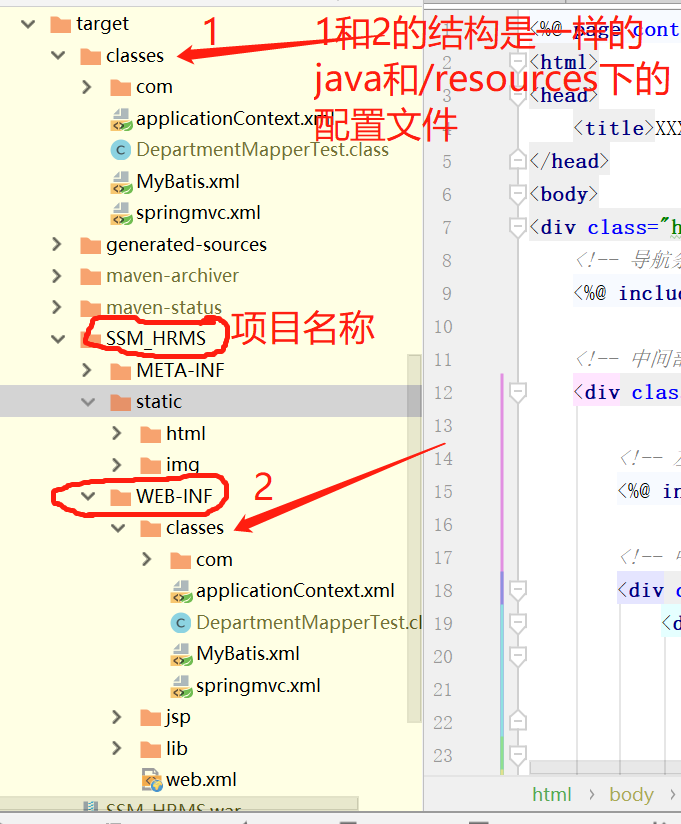 target
1
1和2的结构是一样的
java和/resources下的
配置文件
classes
com
applicationContext.xm
DepartmentMapperTest.class
MyBatis.xml
springmvc.xml
generated-sources
maven-archiver
maven-status
SSM_HRMS
项目名称
META-INF
static
html
img
WEB-INF
2
classes
com
applicationContext.xml
DepartmentMapperTest.cl
MyBatis.xml
springmvc.xml
jsp
lib
web.xml
SSM_HRMS.war
<%@ page cont
2 <html>
3 <head>
<title>XXX
5 </head>
6 <body>
7 <div class="h
8 <!-- 导航条
9 <%@ includ
10
11 <!-- 中间部
12 <div clas
13
14 <!--
15 <%@ in
16
17 <!-- 中
18 <div c
19 <d
20
21
22
23
html > body >